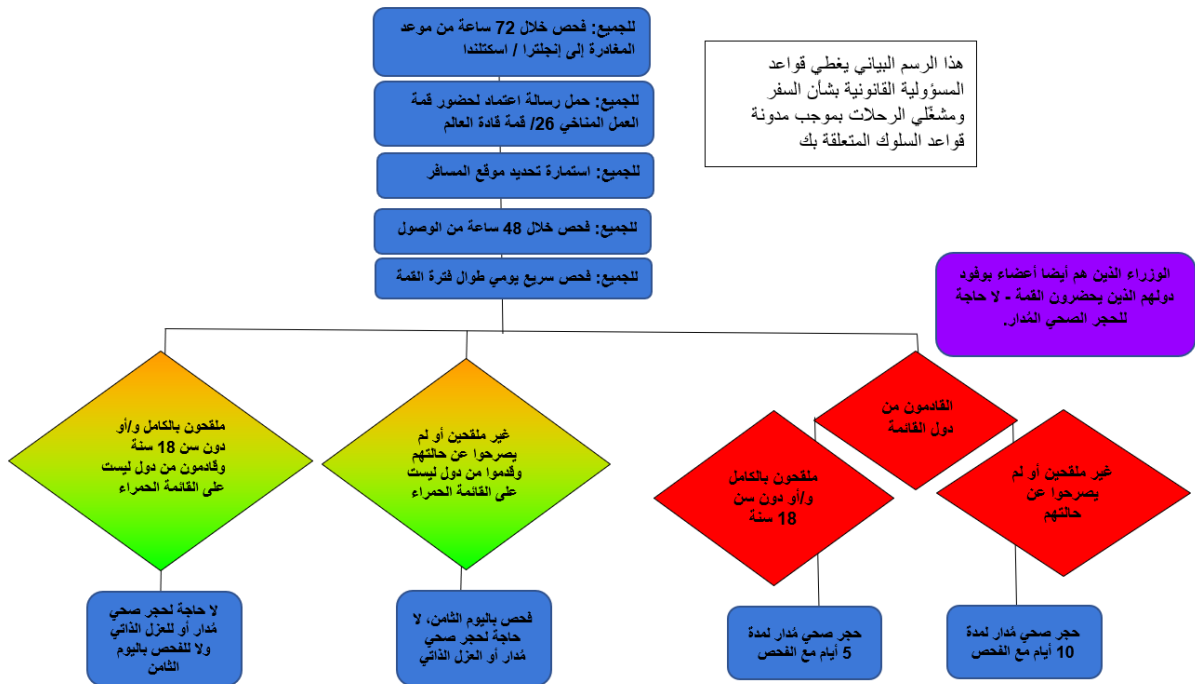 للجميع: فحص خلال 72 ساعة من موعد
المغادرة إلى إنجلترا / اسكتلندا
هذا الرسم البياني يغطي قواعد
المسؤولية القانونية بشأن السفر
ومشغّلي الرحلات بموجب مدونة
قواعد السلوك المتعلقة بك
للجميع: حمل رسالة اعتماد لحضور قمة
العمل المناخي 26/ قمة قادة العالم
للجميع: استمارة تحديد موقع المسافر
للجميع: فحص خلال 48 ساعة من الوصول
للجميع: فحص سريع يومي طوال فترة القمة
الوزراء الذين هم أيضا أعضاء بوفود
دولهم الذين يحضرون القمة - لا حاجة
للحجر الصحي المُدار.
القادمون من
دول القائمة
غير ملقحين أو لم
يصرحوا عن
حالتهم
ملقحون بالكامل
و/أو دون سن
18 سنة
غير ملقحين أو لم
يصرحوا عن حالتهم
وقدموا من دول ليست
على القائمة الحمراء
ملقحون بالكامل و/أو
دون سن 18 سنة
وقادمون من دول ليست
على القائمة الحمراء
حجر صحي مُدار لمدة
10 أيام مع الفحص
حجر صحي مُدار لمدة
5 أيام مع الفحص
فحص باليوم الثامن، لا
حاجة لحجر صحي
مُدار أو العزل الذاتي
لا حاجة لحجر صحي
مُدار أو للعزل الذاتي
ولا للفحص باليوم
الثامن